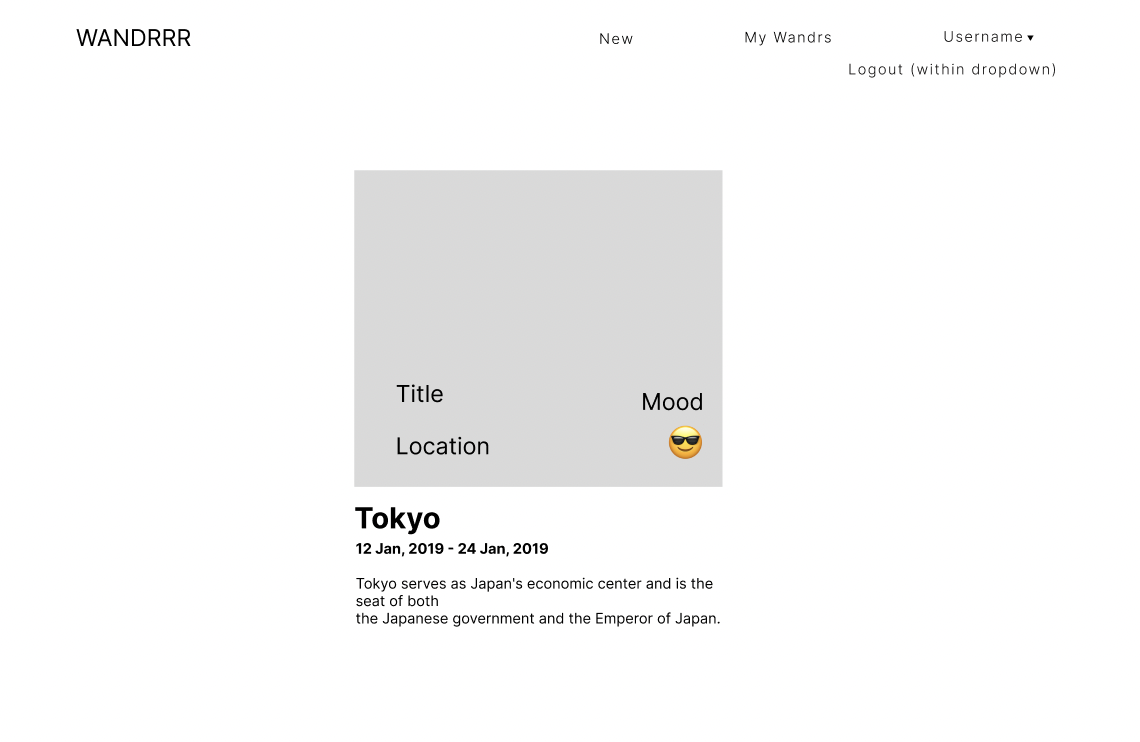 WANDRRR
New
My Wandrs
Username ▾
Logout (within dropdown)
Title
Mood
Location
😎
Tokyo
12 Jan, 2019 - 24 Jan, 2019
Tokyo serves as Japan's economic center and is the
seat of both
the Japanese government and the Emperor of Japan.